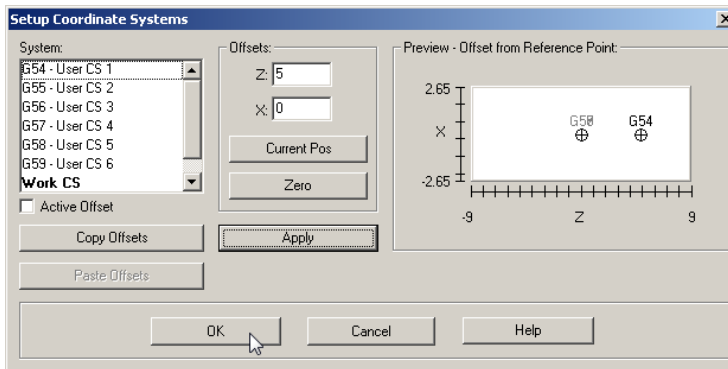 Setup Coordinate Systems
System:
G54 - User CS 1
G55 - User CS 2
G56 - User CS 3
G57 - User CS 4
G58 - User CS 5
G59 - User CS 6
Work CS
Active Offset
Copy Offsets
Paste Offsets
Offsets:
Z: 5
X: 0
Current Pos
Zero
Apply
Preview - Offset from Reference Point:
2.65
X
-2.65
G54
-9 Z 9
OK Cancel Help